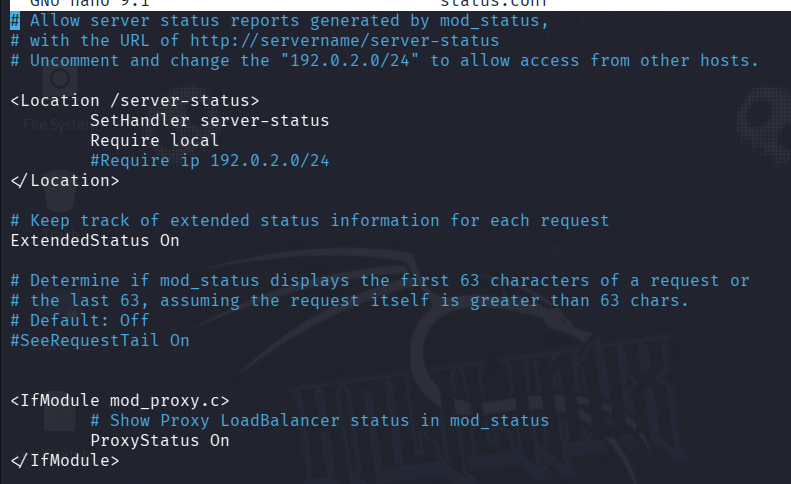 GNU nano 9.1 status.conf
# Allow server status reports generated by mod_status,
# with the URL of http://servername/server-status
# Uncomment and change the "192.0.2.0/24" to allow access from other hosts.
<Location /server-status>
SetHandler server-status
Require local
#Require ip 192.0.2.0/24
</Location>
# Keep track of extended status information for each request
ExtendedStatus On
# Determine if mod_status displays the first 63 characters of a request or
# the last 63, assuming the request itself is greater than 63 chars.
# Default: Off
#SeeRequestTail On
<IfModule mod_proxy.c>
# Show Proxy LoadBalancer status in mod_status
ProxyStatus On
</IfModule>
File System
KALI LINUX